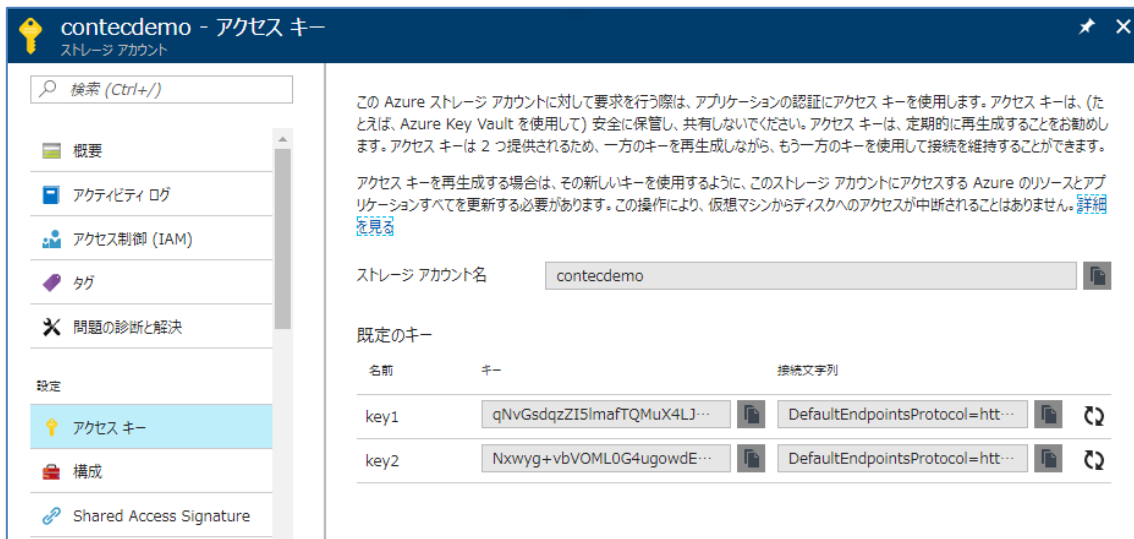 contecdemo - アクセス キー
ストレージ アカウント
検索 (Ctrl+/)
概要
アクティビティ ログ
アクセス制御 (IAM)
タグ
問題の診断と解決
設定
アクセス キー
構成
Shared Access Signature
この Azure ストレージ アカウントに対して要求を行う際は、アプリケーションの認証にアクセス キーを使用します。アクセス キーは、(た
とえば、Azure Key Vault を使用して) 安全に保管し、共有しないでください。アクセス キーは、定期的に再生成することをお勧めし
ます。アクセス キーは 2 つ提供されるため、一方のキーを再生成しながら、もう一方のキーを使用して接続を維持することができます。
アクセス キーを再生成する場合は、その新しいキーを使用するように、このストレージ アカウントにアクセスする Azure のリソースとアプ
リケーションすべてを更新する必要があります。この操作により、仮想マシンからディスクへのアクセスが中断されることはありません。詳細
を見る
ストレージ アカウント名 contecdemo
既定のキー
名前 キー 接続文字列
key1 qNvGsdqzZI5lmafTQMuX4LJ··· DefaultEndpointsProtocol=htt···
key2 Nxwyg+vbVOML0G4ugowdE··· DefaultEndpointsProtocol=htt···